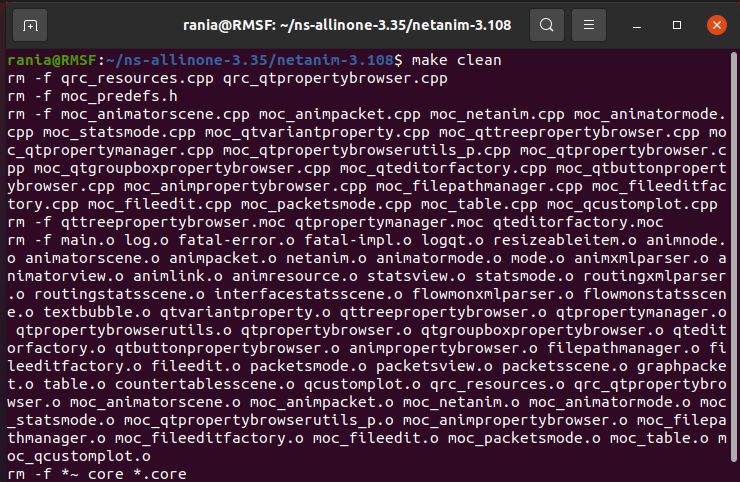 rania@RMSF: ~/ns-allinone-3.35/netanim-3.108
rania@RMSF:~/ns-allinone-3.35/netanim-3.108$ make clean
rm -f qrc_resources.cpp qrc_qtpropertybrowser.cpp
rm -f moc_predefs.h
rm -f moc_animatorscene.cpp moc_animpacket.cpp moc_netanim.cpp moc_animatormode.
cpp moc_statsmode.cpp moc_qtvariantproperty.cpp moc_qttreepropertybrowser.cpp mo
c_qtpropertymanager.cpp moc_qtpropertybrowserutils_p.cpp moc_qtpropertybrowser.c
pp moc_qtgroupboxpropertybrowser.cpp moc_qteditorfactory.cpp moc_qtbuttonpropert
ybrowser.cpp moc_animpropertybrowser.cpp moc_filepathmanager.cpp moc_fileeditfac
tory.cpp moc_fileedit.cpp moc_packetsmode.cpp moc_table.cpp moc_qcustomplot.cpp
rm -f qttreepropertybrowser.moc qtpropertymanager.moc qteditorfactory.moc
rm -f main.o log.o fatal-error.o fatal-impl.o logqt.o resizeableitem.o animnode.
o animatorscene.o animpacket.o netanim.o animatormode.o mode.o animxmlparser.o a
nimatorview.o animlink.o animresource.o statsview.o statsmode.o routingxmlparser
.o routingstatsscene.o interfacestatsscene.o flowmonxmlparser.o flowmonstatsscen
e.o textbubble.o qtvariantproperty.o qttreepropertybrowser.o qtpropertymanager.o
 qtpropertybrowserutils.o qtpropertybrowser.o qtgroupboxpropertybrowser.o qtedit
orfactory.o qtbuttonpropertybrowser.o animpropertybrowser.o filepathmanager.o fi
leeditfactory.o fileedit.o packetsmode.o packetsview.o packetsscene.o graphpacke
t.o table.o countertablesscene.o qcustomplot.o qrc_resources.o qrc_qtpropertybro
wser.o moc_animatorscene.o moc_animpacket.o moc_netanim.o moc_animatormode.o moc
_statsmode.o moc_qtpropertybrowserutils_p.o moc_animpropertybrowser.o moc_filepa
thmanager.o moc_fileeditfactory.o moc_fileedit.o moc_packetsmode.o moc_table.o m
oc_qcustomplot.o
rm -f *~ core *.core